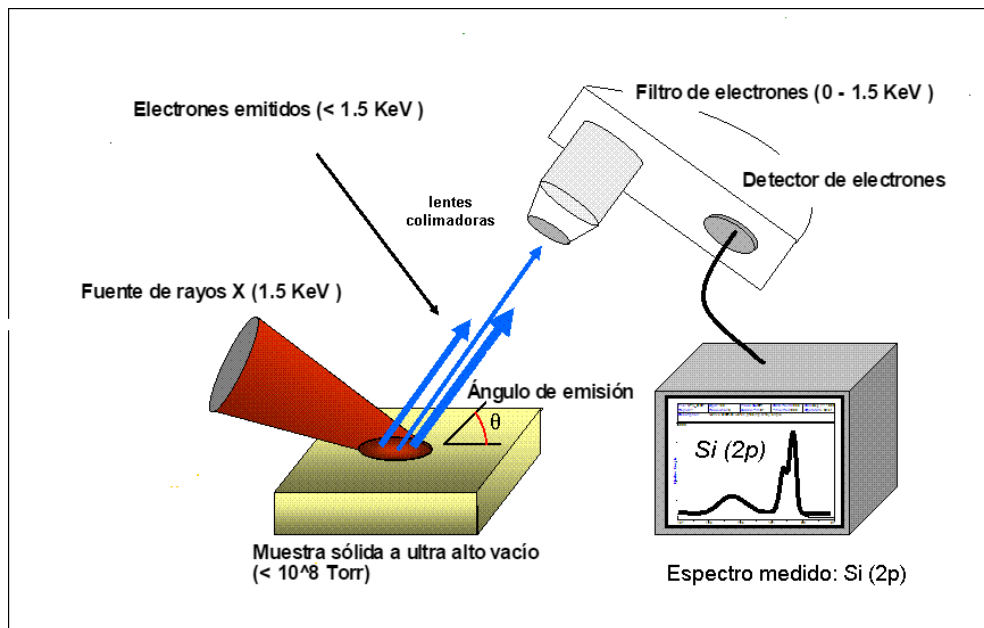 Electrones emitidos (< 1.5 KeV )
Filtro de electrones (0 - 1.5 KeV )
Detector de electrones
lentes
colimadoras
Fuente de rayos X (1.5 KeV )
Ángulo de emisión
θ
Si (2p)
Muestra sólida a ultra alto vacío
(< 10^8 Torr)
Espectro medido: Si (2p)